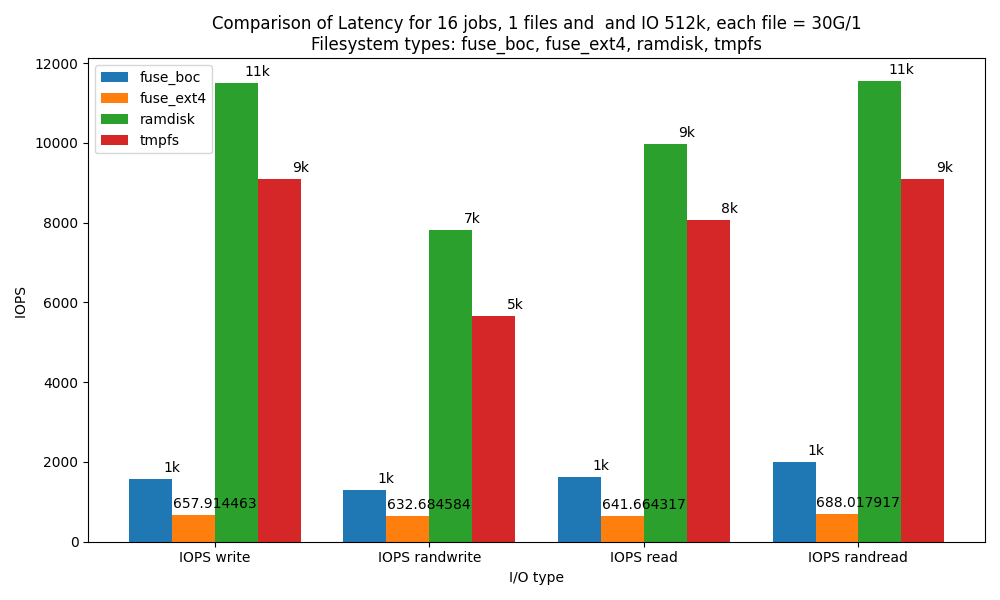 Comparison of Latency for 16 jobs, 1 files and  and IO 512k, each file = 30G/1
Filesystem types: fuse_boc, fuse_ext4, ramdisk, tmpfs
fuse_boc
fuse_ext4
ramdisk
tmpfs
IOPS
12000
10000
8000
6000
4000
2000
0
1k
657.914463
11k
9k
1k
632.684584
7k
5k
1k
641.664317
9k
8k
1k
688.017917
11k
9k
IOPS write
IOPS randwrite
IOPS read
IOPS randread
I/O type